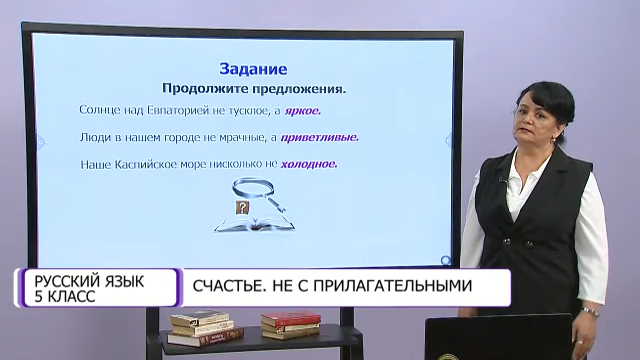 Задание
Продолжите предложения.
Солнце над Евпаторией не тусклое, а яркое.
Люди в нашем городе не мрачные, а приветливые.
Наше Каспийское море нисколько не холодное.
?
РУССКИЙ ЯЗЫК
5 КЛАСС
СЧАСТЬЕ. НЕ С ПРИЛАГАТЕЛЬНЫМИ